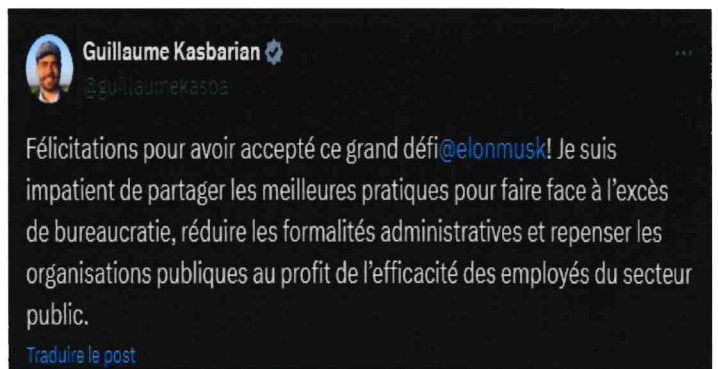 Guillaume Kasbarian
@guillaumekasba
Félicitations pour avoir accepté ce grand défi@elonmusk! Je suis
impatient de partager les meilleures pratiques pour faire face à l'excès
de bureaucratie, réduire les formalités administratives et repenser les
organisations publiques au profit de l'efficacité des employés du secteur
public.
Traduire le post